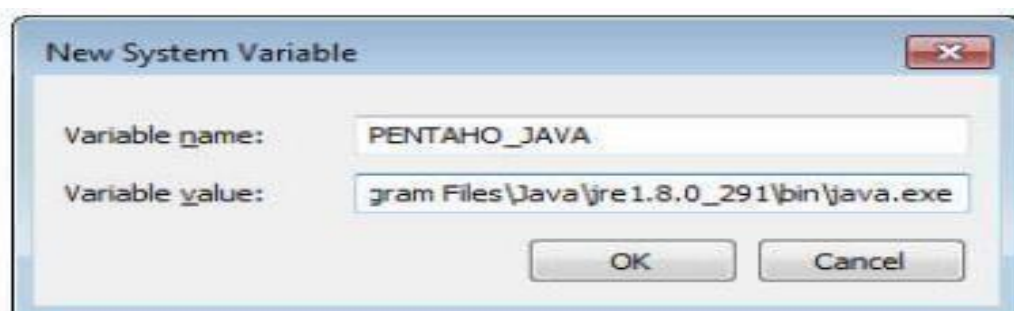 New System Variable
Variable name: PENTAHO_JAVA
Variable value: gram Files\Java\jre1.8.0_291\bin\java.exe
OK Cancel